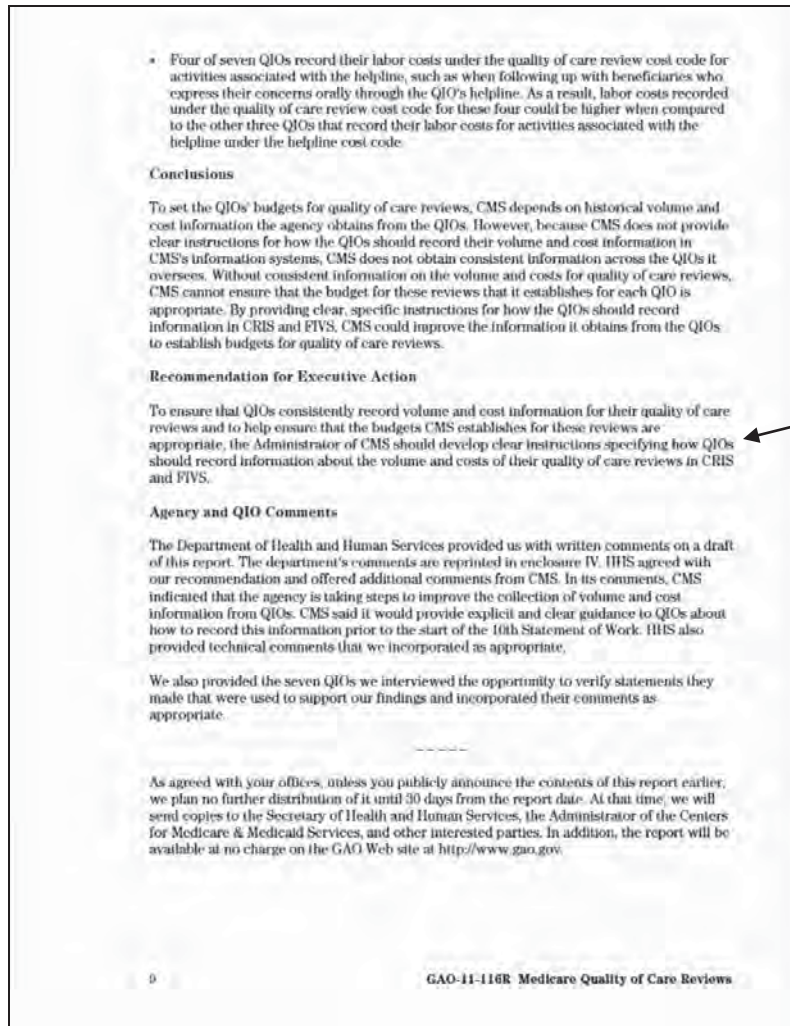 • Four of seven QIOs record their labor costs under the quality of care review cost code for
activities associated with the helpline, such as when following up with beneficiaries who
express their concerns orally through the QIO's helpline. As a result, labor costs recorded
under the quality of care review cost code for these four could be higher when compared
to the other three QIOs that record their labor costs for activities associated with the
helpline under the helpline cost code
Conclusions
To set the QIOs' budgets for quality of care reviews, CMS depends on historical volume and
cost information the agency obtains from the QIOs. However, because CMS does not provide
clear instructions for how the QIOs should record their volume and cost information in
CMS's information systems, CMS does not obtain consistent information across the QIOs it
oversees. Without consistent information on the volume and costs for quality of care reviews,
CMS cannot ensure that the budget for these reviews that it establishes for each QIO is
appropriate. By providing clear, specific instructions for how the QIOs should record
information in CRIS and FIVS, CMS could improve the information it obtains from the QIOs
to establish budgets for quality of care reviews.
Recommendation for Executive Action
To ensure that QIOs consistently record volume and cost information for their quality of care
reviews and to help ensure that the budgets CMS establishes for these reviews are
appropriate, the Administrator of CMS should develop clear instructions specifying how QIOs
should record information about the volume and costs of their quality of care reviews in CRIS
and FIVS.
Agency and QIO Comments
The Department of Health and Human Services provided us with written comments on a draft
of this report. The department's comments are reprinted in enclosure IV. HHS agreed with
our recommendation and offered additional comments from CMS. In its comments, CMS
indicated that the agency is taking steps to improve the collection of volume and cost
information from QIOs. CMS said it would provide explicit and clear guidance to QIOs about
how to record this information prior to the start of the 10th Statement of Work. HHS also
provided technical comments that we incorporated as appropriate.
We also provided the seven QIOs we interviewed the opportunity to verify statements they
made that were used to support our findings and incorporated their comments as
appropriate
– – – – –
As agreed with your offices, unless you publicly announce the contents of this report earlier,
we plan no further distribution of it until 30 days from the report date. At that time, we will
send copies to the Secretary of Health and Human Services, the Administrator of the Centers
for Medicare & Medicaid Services, and other interested parties. In addition, the report will be
available at no charge on the GAO Web site at http://www.gao.gov.
9 GAO-11-116R Medicare Quality of Care Reviews